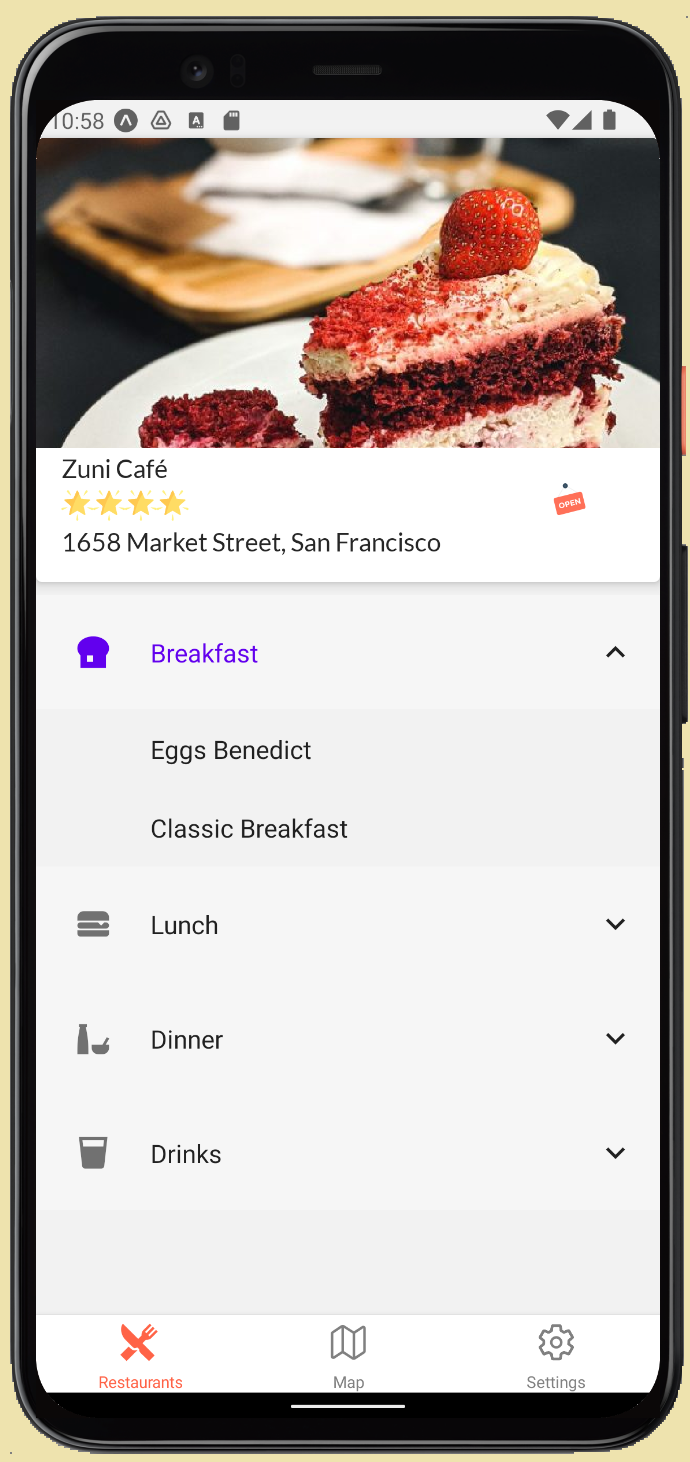 10:58
A
Zuni Café
OPEN
1658 Market Street, San Francisco
Breakfast
Eggs Benedict
Classic Breakfast
Lunch
Dinner
Drinks
Restaurants
Map
Settings